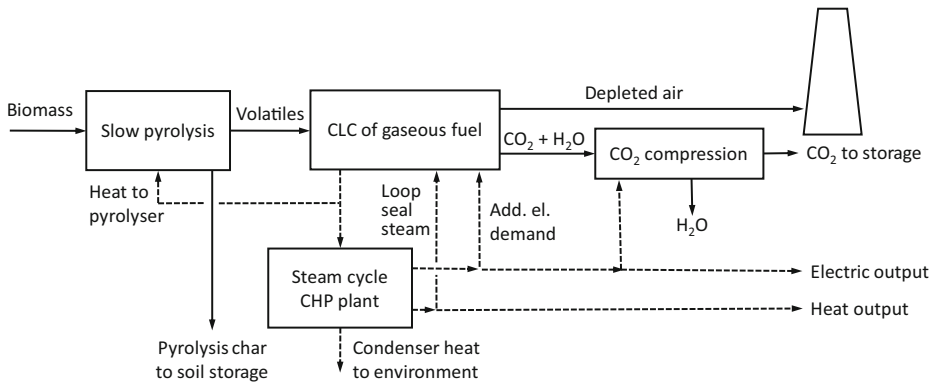 Depleted air
Biomass
Slow pyrolysis
Volatiles
CLC of gaseous fuel
CO₂ + H₂O
CO₂ compression
CO₂ to storage
Heat to
pyrolyser
Loop
seal
steam
Add. el.
demand
H₂O
Steam cycle
CHP plant
Electric output
Heat output
Pyrolysis char
to soil storage
Condenser heat
to environment